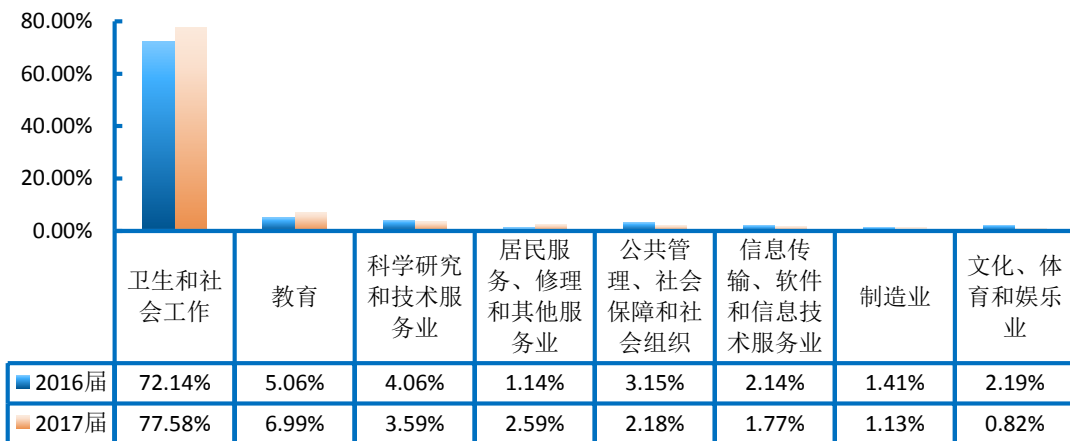 80.00%
60.00%
40.00%
20.00%
0.00%
卫生和社
会工作
教育
科学研究
和技术服
务业
居民服
务、修理
和其他服
务业
公共管
理、社会
保障和社
会组织
信息传
输、软件
和信息技
术服务业
制造业
文化、体
育和娱乐
业
2016届 72.14% 5.06% 4.06% 1.14% 3.15% 2.14% 1.41% 2.19%
2017届 77.58% 6.99% 3.59% 2.59% 2.18% 1.77% 1.13% 0.82%